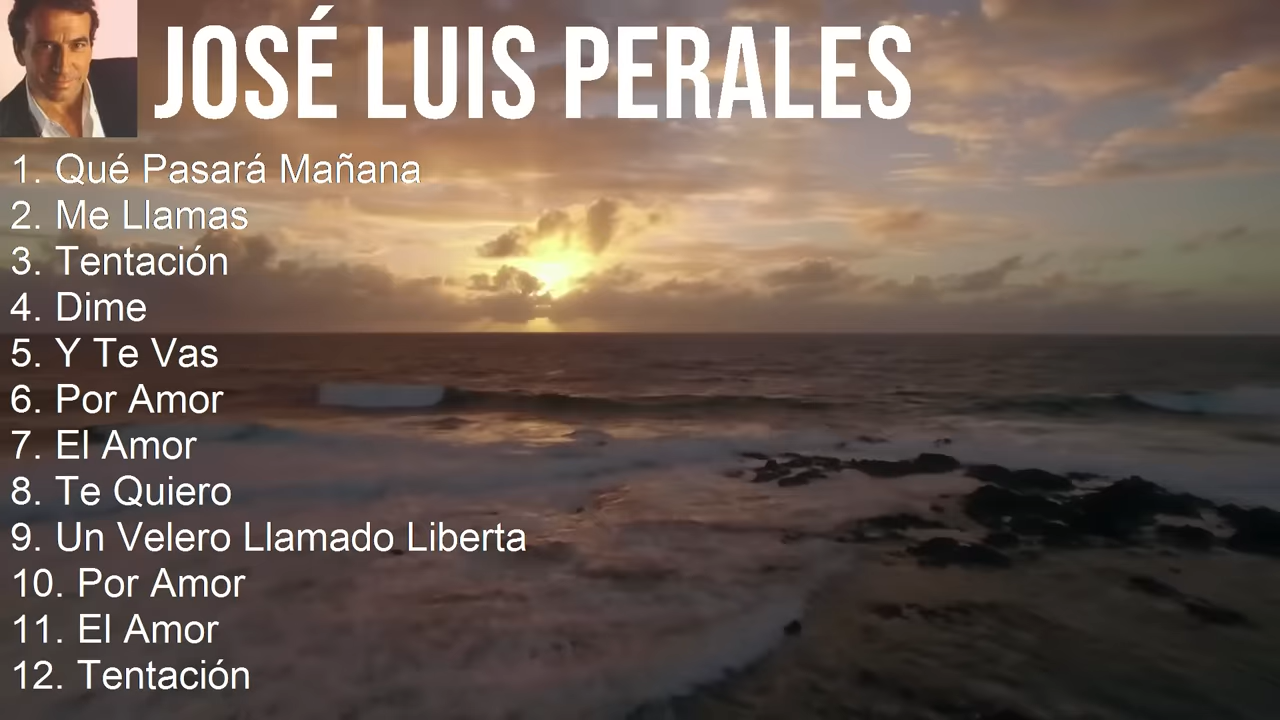 JOSÉ LUIS PERALES
1. Qué Pasará Mañana
2. Me Llamas
3. Tentación
4. Dime
5. Y Te Vas
6. Por Amor
7. El Amor
8. Te Quiero
9. Un Velero Llamado Liberta
10. Por Amor
11. El Amor
12. Tentación